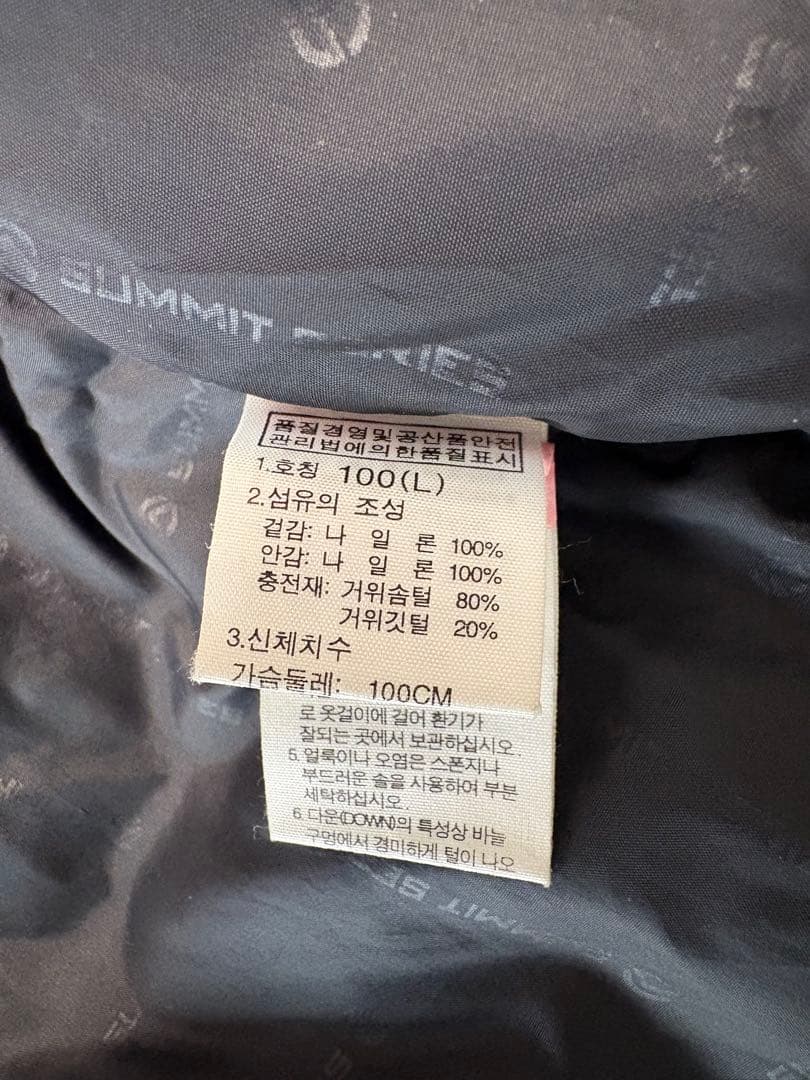 SUMMIT SERIES
품질경영및공산품안전
관리법에의한품질표시
1.호칭 100(L)
2.섬유의 조성
겉감: 나 일 론 100%
안감: 나 일 론 100%
충전재: 거위솜털 80%
거위깃털 20%
3.신체치수
가슴둘레: 100CM
로 옷걸이에 걸어 환기가
잘되는 곳에서 보관하십시오.
5. 얼룩이나 오염은 스폰지나
부드러운 솔을 사용하여 부분
세탁하십시오.
6. 다운(DOWN)의 특성상 바늘
구멍에서 경미하게 털이 나오